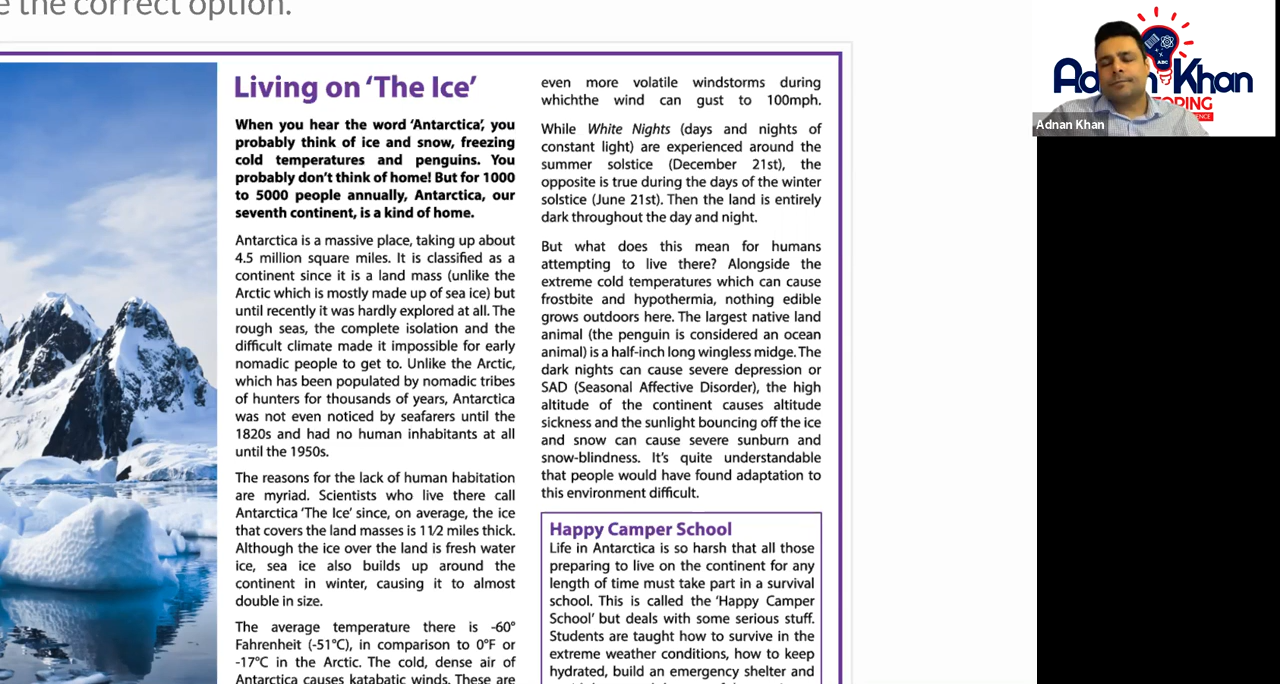 e the correct option.
Living on ‘The Ice’
When you hear the word ‘Antarctica’, you
probably think of ice and snow, freezing
cold temperatures and penguins. You
probably don’t think of home! But for 1000
to 5000 people annually, Antarctica, our
seventh continent, is a kind of home.
Antarctica is a massive place, taking up about
4.5 million square miles. It is classified as a
continent since it is a land mass (unlike the
Arctic which is mostly made up of sea ice) but
until recently it was hardly explored at all. The
rough seas, the complete isolation and the
difficult climate made it impossible for early
nomadic people to get to. Unlike the Arctic,
which has been populated by nomadic tribes
of hunters for thousands of years, Antarctica
was not even noticed by seafarers until the
1820s and had no human inhabitants at all
until the 1950s.
The reasons for the lack of human habitation
are myriad. Scientists who live there call
Antarctica ‘The Ice’ since, on average, the ice
that covers the land masses is 11/2 miles thick.
Although the ice over the land is fresh water
ice, sea ice also builds up around the
continent in winter, causing it to almost
double in size.
The average temperature there is -60°
Fahrenheit (-51°C), in comparison to 0°F or
-17°C in the Arctic. The cold, dense air of
Antarctica causes katabatic winds. These are
even more volatile windstorms during
whichthe wind can gust to 100mph.
While White Nights (days and nights of
constant light) are experienced around the
summer solstice (December 21st), the
opposite is true during the days of the winter
solstice (June 21st). Then the land is entirely
dark throughout the day and night.
But what does this mean for humans
attempting to live there? Alongside the
extreme cold temperatures which can cause
frostbite and hypothermia, nothing edible
grows outdoors here. The largest native land
animal (the penguin is considered an ocean
animal) is a half-inch long wingless midge. The
dark nights can cause severe depression or
SAD (Seasonal Affective Disorder), the high
altitude of the continent causes altitude
sickness and the sunlight bouncing off the ice
and snow can cause severe sunburn and
snow-blindness. It’s quite understandable
that people would have found adaptation to
this environment difficult.
Happy Camper School
Life in Antarctica is so harsh that all those
preparing to live on the continent for any
length of time must take part in a survival
school. This is called the ‘Happy Camper
School’ but deals with some serious stuff.
Students are taught how to survive in the
extreme weather conditions, how to keep
hydrated, build an emergency shelter and
ABC
Ad n Khan
ORING
Adnan Khan